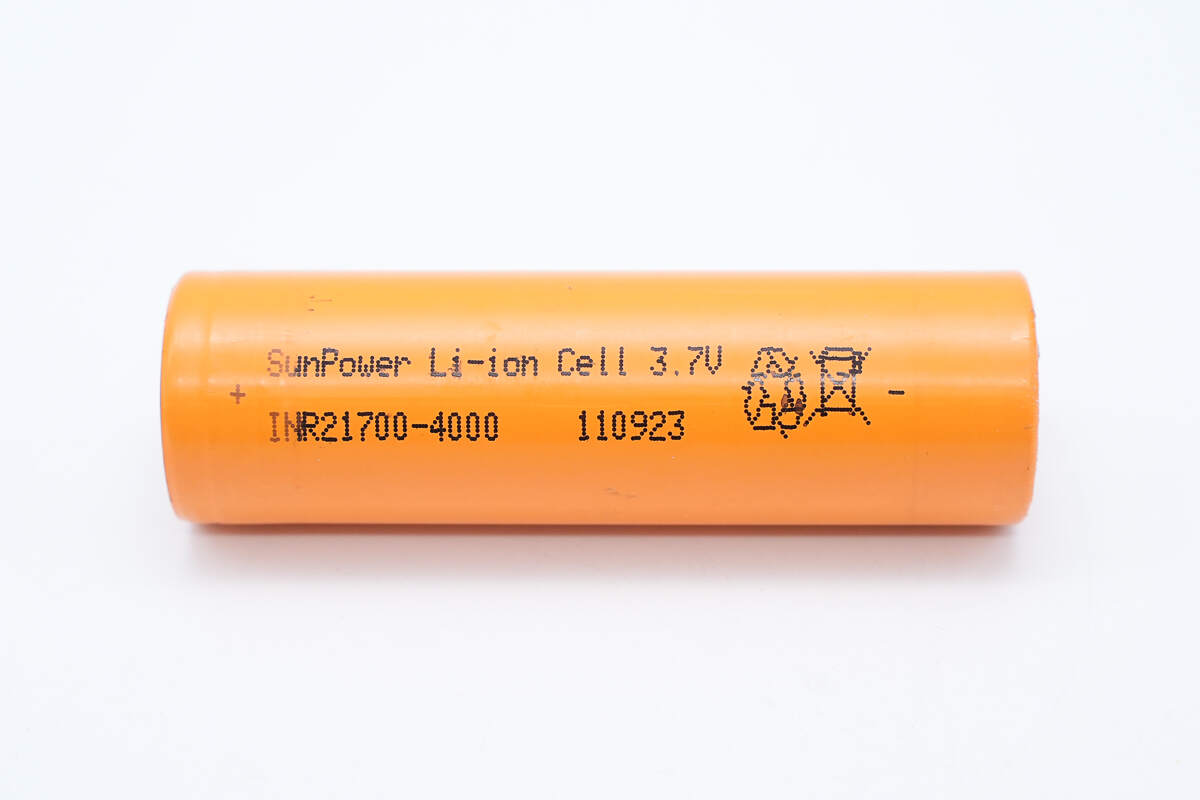 SunPower Li-ion Cell 3.7V
+ -
INR21700-4000 110923